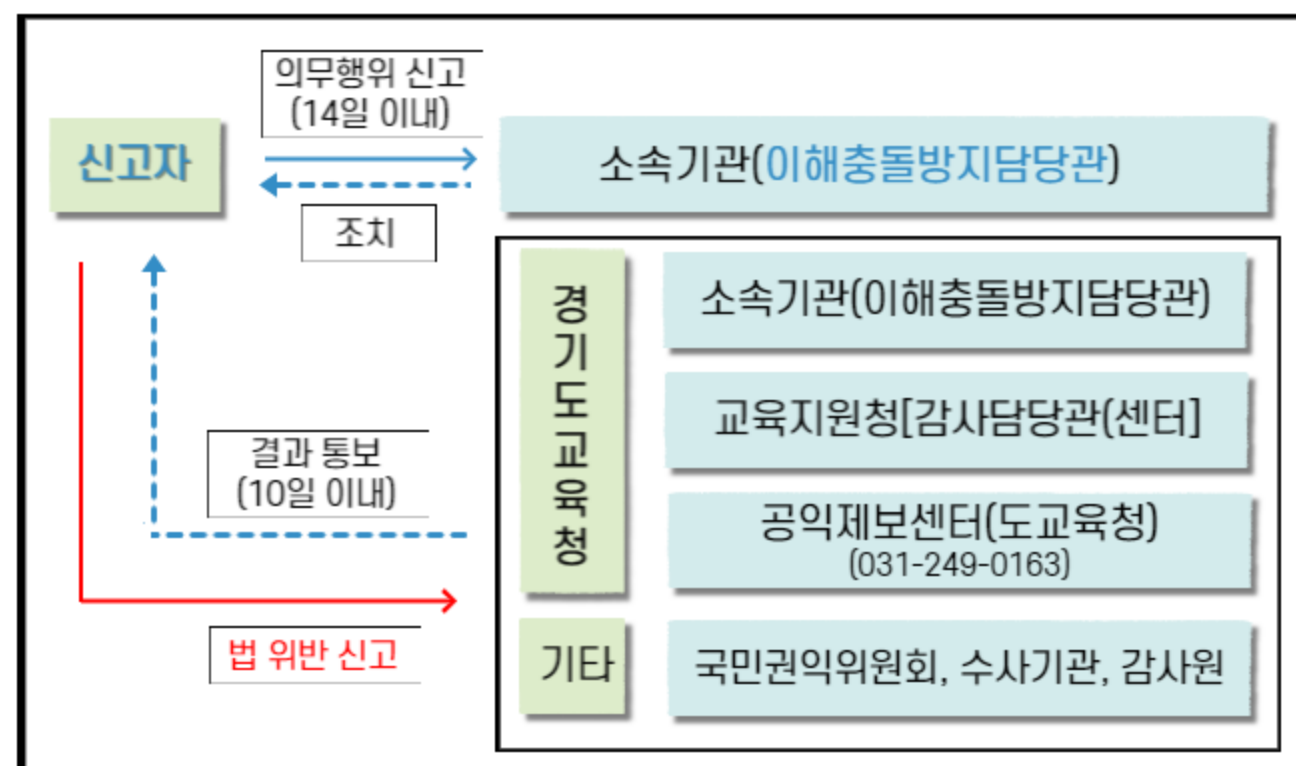 의무행위 신고
(14일 이내)
신고자
소속기관(이해충돌방지담당관)
조치
경기도교육청
소속기관(이해충돌방지담당관)
교육지원청[감사담당관(센터]
공익제보센터(도교육청)
(031-249-0163)
결과 통보
(10일 이내)
법 위반 신고
기타
국민권익위원회, 수사기관, 감사원